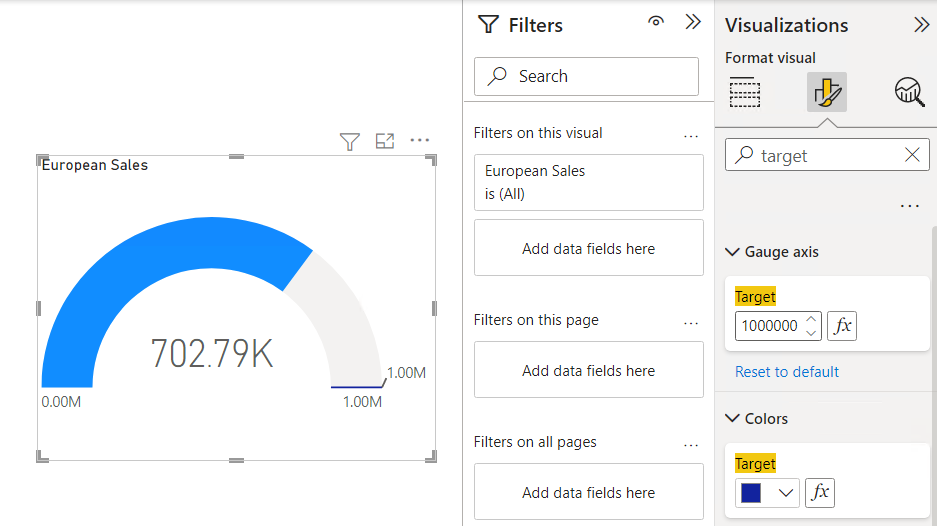 European Sales
702.79K
1.00M
0.00M
1.00M
Filters
Search
Filters on this visual
...
European Sales
is (All)
Add data fields here
Filters on this page
...
Add data fields here
Filters on all pages
...
Add data fields here
Visualizations
Format visual
target
...
Gauge axis
Target
1000000
fx
Reset to default
Colors
Target
fx